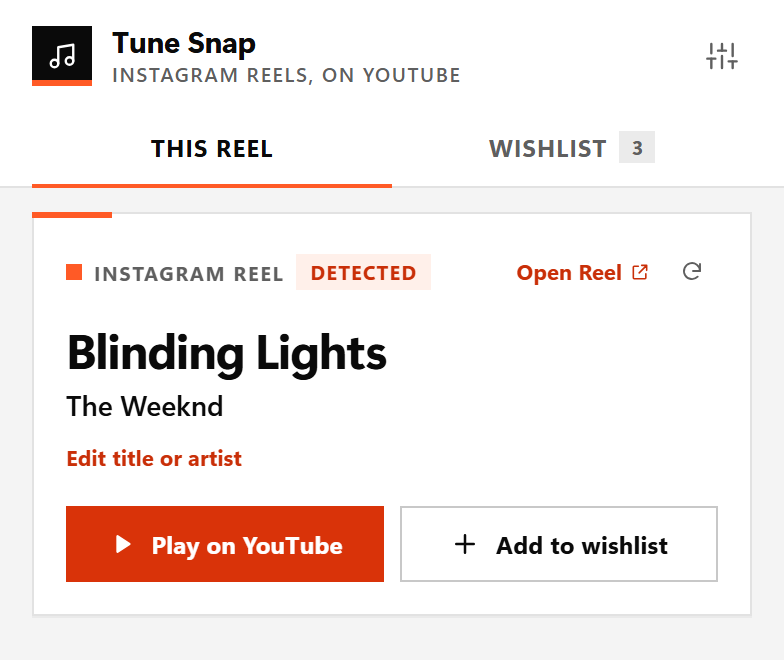 Tune Snap
INSTAGRAM REELS, ON YOUTUBE
THIS REEL
WISHLIST 3
INSTAGRAM REEL DETECTED Open Reel
Blinding Lights
The Weeknd
Edit title or artist
Play on YouTube
Add to wishlist